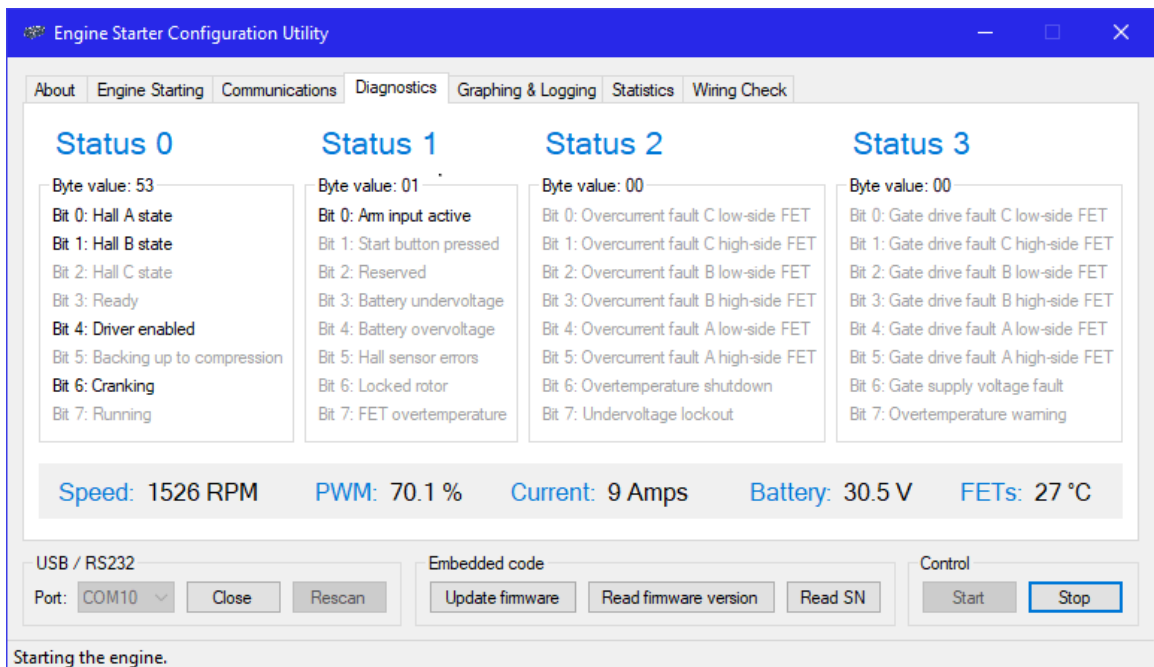 Engine Starter Configuration Utility
About Engine Starting Communications Diagnostics Graphing & Logging Statistics Wiring Check
Status 0
Byte value: 53
Bit 0: Hall A state
Bit 1: Hall B state
Bit 2: Hall C state
Bit 3: Ready
Bit 4: Driver enabled
Bit 5: Backing up to compression
Bit 6: Cranking
Bit 7: Running
Status 1
Byte value: 01
Bit 0: Arm input active
Bit 1: Start button pressed
Bit 2: Reserved
Bit 3: Battery undervoltage
Bit 4: Battery overvoltage
Bit 5: Hall sensor errors
Bit 6: Locked rotor
Bit 7: FET overtemperature
Status 2
Byte value: 00
Bit 0: Overcurrent fault C low-side FET
Bit 1: Overcurrent fault C high-side FET
Bit 2: Overcurrent fault B low-side FET
Bit 3: Overcurrent fault B high-side FET
Bit 4: Overcurrent fault A low-side FET
Bit 5: Overcurrent fault A high-side FET
Bit 6: Overtemperature shutdown
Bit 7: Undervoltage lockout
Status 3
Byte value: 00
Bit 0: Gate drive fault C low-side FET
Bit 1: Gate drive fault C high-side FET
Bit 2: Gate drive fault B low-side FET
Bit 3: Gate drive fault B high-side FET
Bit 4: Gate drive fault A low-side FET
Bit 5: Gate drive fault A high-side FET
Bit 6: Gate supply voltage fault
Bit 7: Overtemperature warning
Speed: 1526 RPM PWM: 70.1 % Current: 9 Amps Battery: 30.5 V FETs: 27 °C
USB / RS232
Port: COM10 Close Rescan
Embedded code
Update firmware Read firmware version Read SN
Control
Start Stop
Starting the engine.